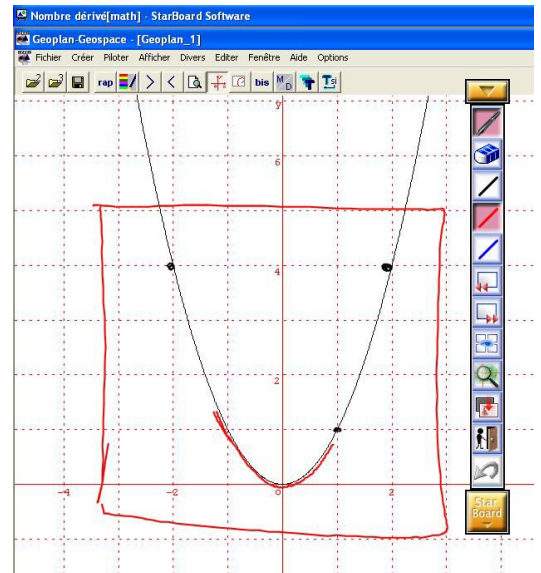 Nombre dérivé[math] - StarBoard Software
Geoplan-Geospace - [Geoplan_1]
Fichier Créer Piloter Afficher Divers Editer Fenêtre Aide Options
rap bis M D
y
6
4
2
-4 -2 0 2
Star
Board